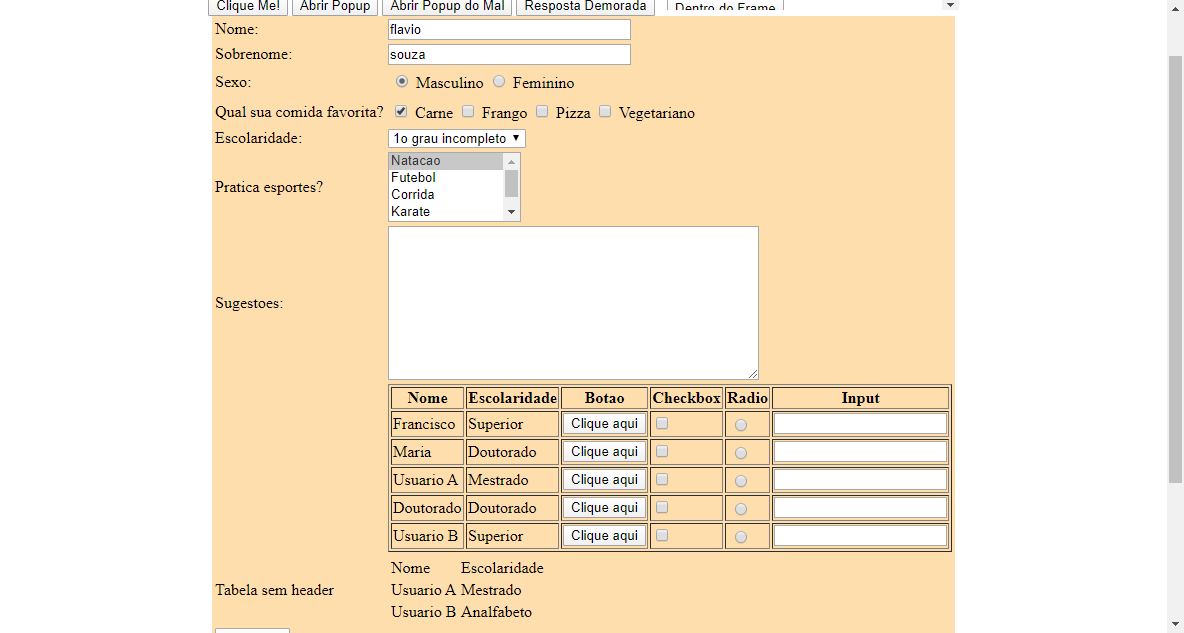 Clique Me! Abrir Popup Abrir Popup do Mal Resposta Demorada Dentro do Frame
Nome: flavio
Sobrenome: souza
Sexo: Masculino Feminino
Qual sua comida favorita? Carne Frango Pizza Vegetariano
Escolaridade: 1o grau incompleto
Pratica esportes? Natacao
Futebol
Corrida
Karate
Sugestoes:
Nome Escolaridade Botao Checkbox Radio Input
Francisco Superior Clique aqui
Maria Doutorado Clique aqui
Usuario A Mestrado Clique aqui
Doutorado Doutorado Clique aqui
Usuario B Superior Clique aqui
Nome Escolaridade
Tabela sem header Usuario A Mestrado
Usuario B Analfabeto